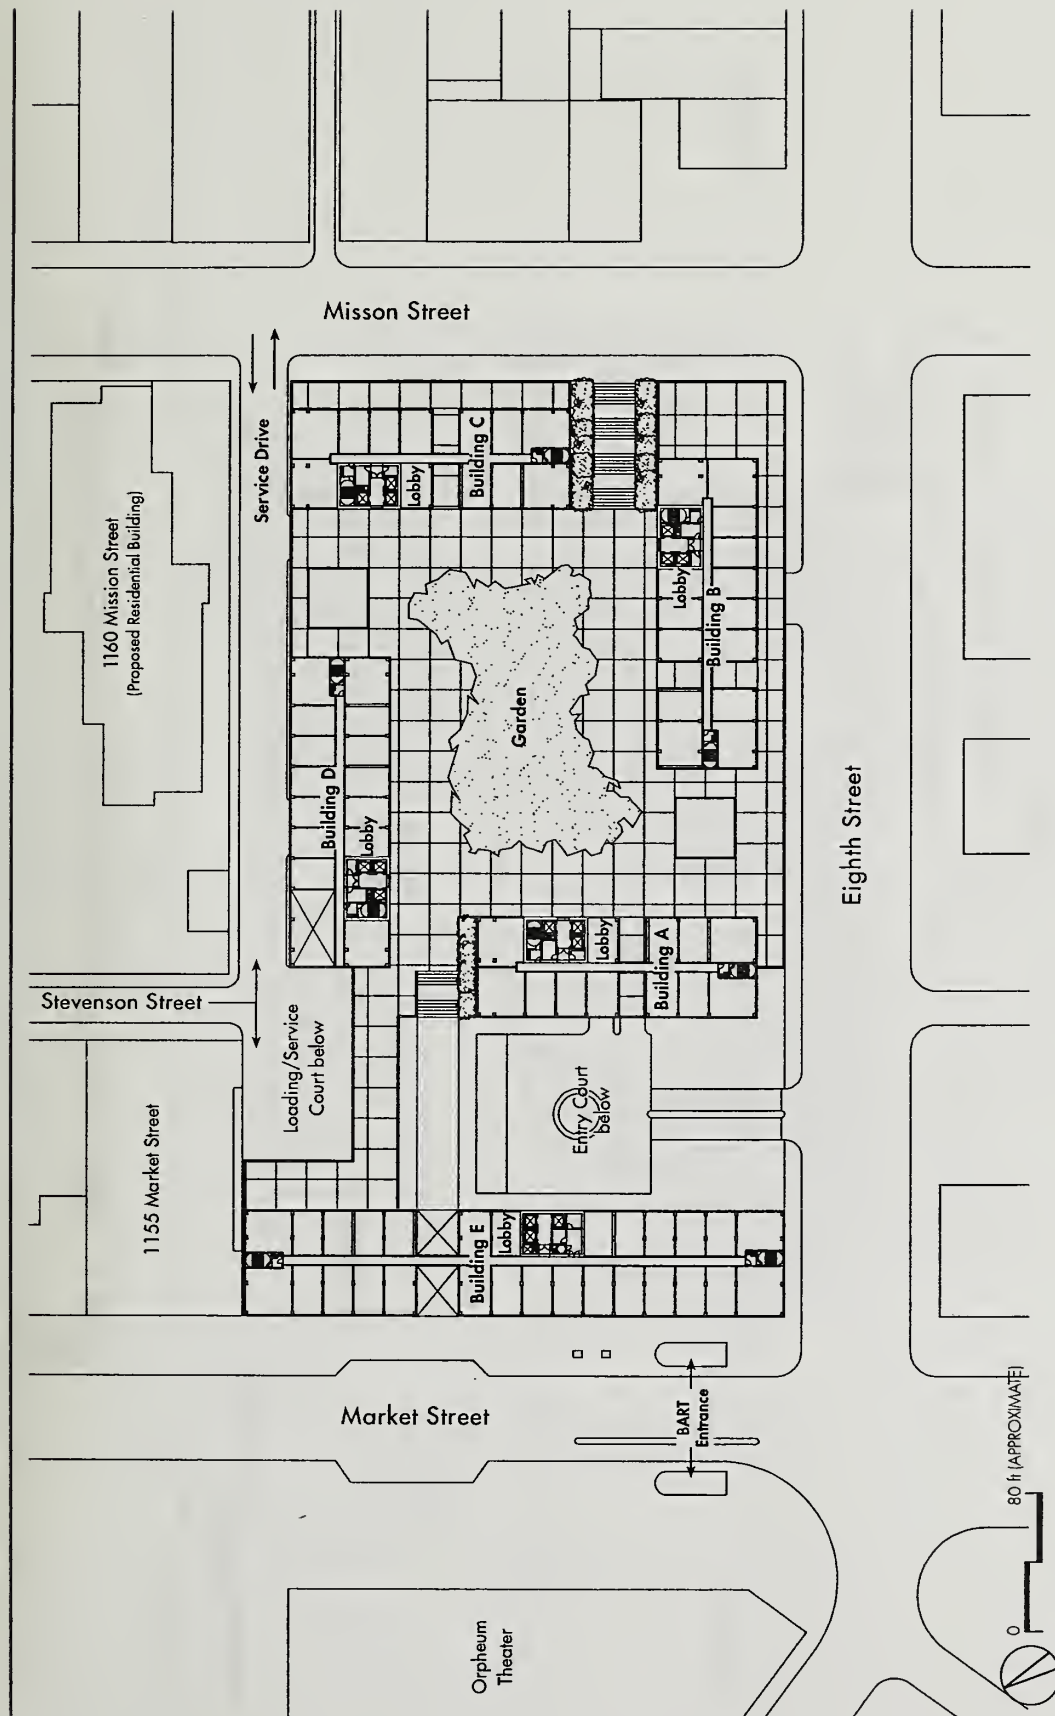 Misson Street
Service Drive
1160 Mission Street
(Proposed Residential Building)
Building C
Lobby
Lobby
Building B
Garden
Building D
Lobby
Eighth Street
Lobby
Building A
Stevenson Street
Loading/Service
Court below
Entry Court
below
1155 Market Street
Lobby
Building E
Market Street
BART
Entrance
Orpheum
Theater
0
80 ft (APPROXIMATE)